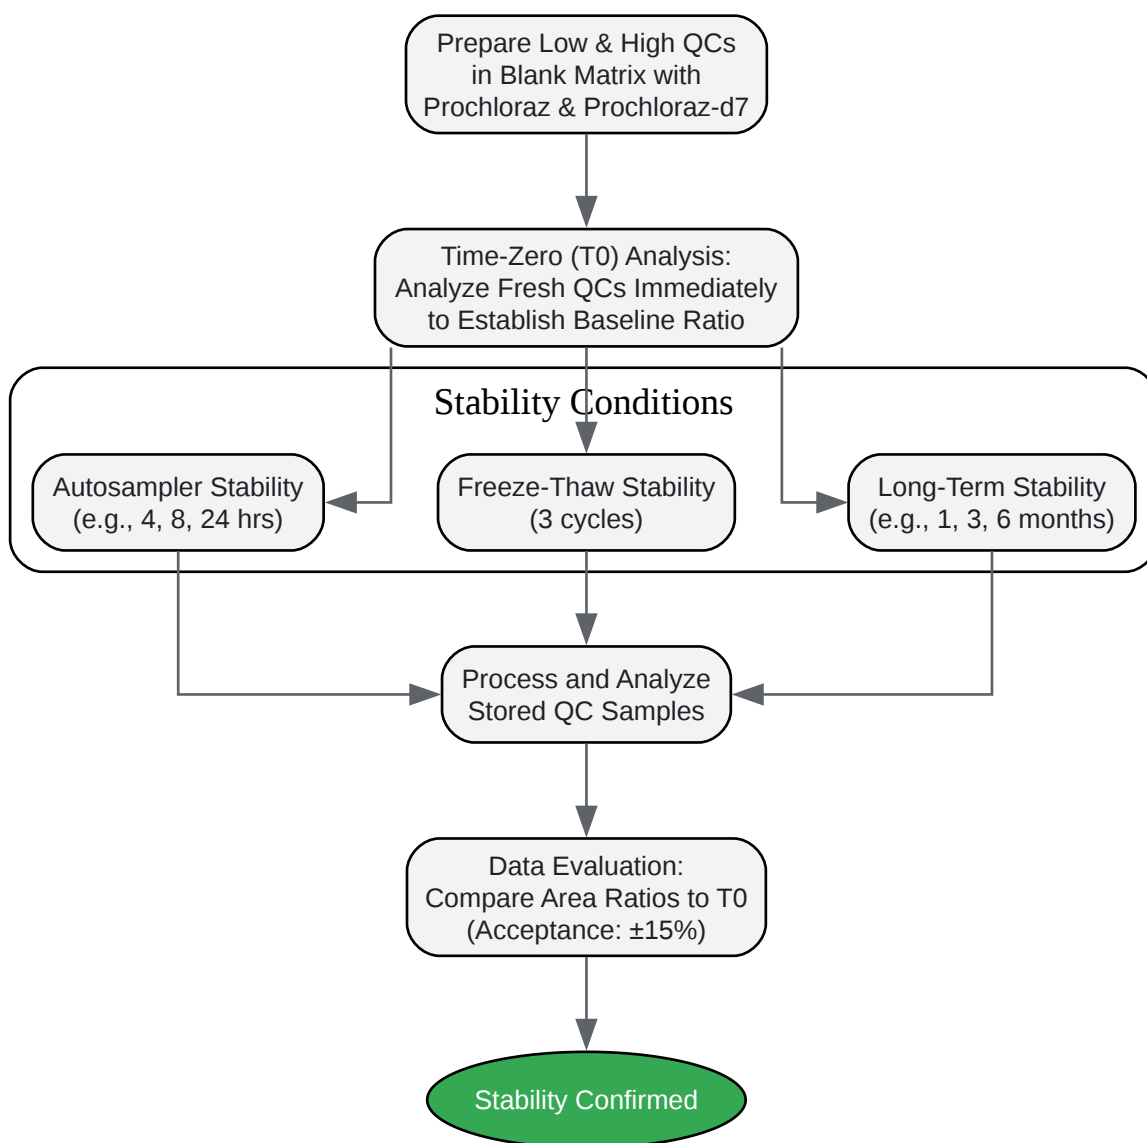 Prepare Low & High QCs
in Blank Matrix with
Prochloraz & Prochloraz-d7
Time-Zero (T0) Analysis:
Analyze Fresh QCs Immediately
to Establish Baseline Ratio
Stability Conditions
Autosampler Stability
(e.g., 4, 8, 24 hrs)
Freeze-Thaw Stability
(3 cycles)
Long-Term Stability
(e.g., 1, 3, 6 months)
Process and Analyze
Stored QC Samples
Data Evaluation:
Compare Area Ratios to T0
(Acceptance: ±15%)
Stability Confirmed